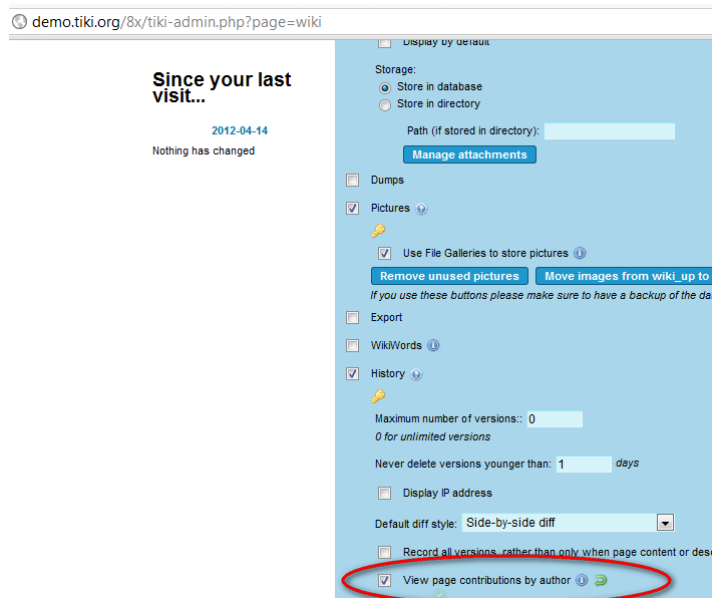 demo.tiki.org/8x/tiki-admin.php?page=wiki
Display by default
Since your last
visit...
2012-04-14
Nothing has changed
Storage:
Store in database
Store in directory
Path (if stored in directory):
Manage attachments
Dumps
Pictures
Use File Galleries to store pictures
Remove unused pictures Move images from wiki_up to
If you use these buttons please make sure to have a backup of the da
Export
WikiWords
History
Maximum number of versions:: 0
0 for unlimited versions
Never delete versions younger than: 1 days
Display IP address
Default diff style: Side-by-side diff
Record all versions, rather than only when page content or desc
View page contributions by author